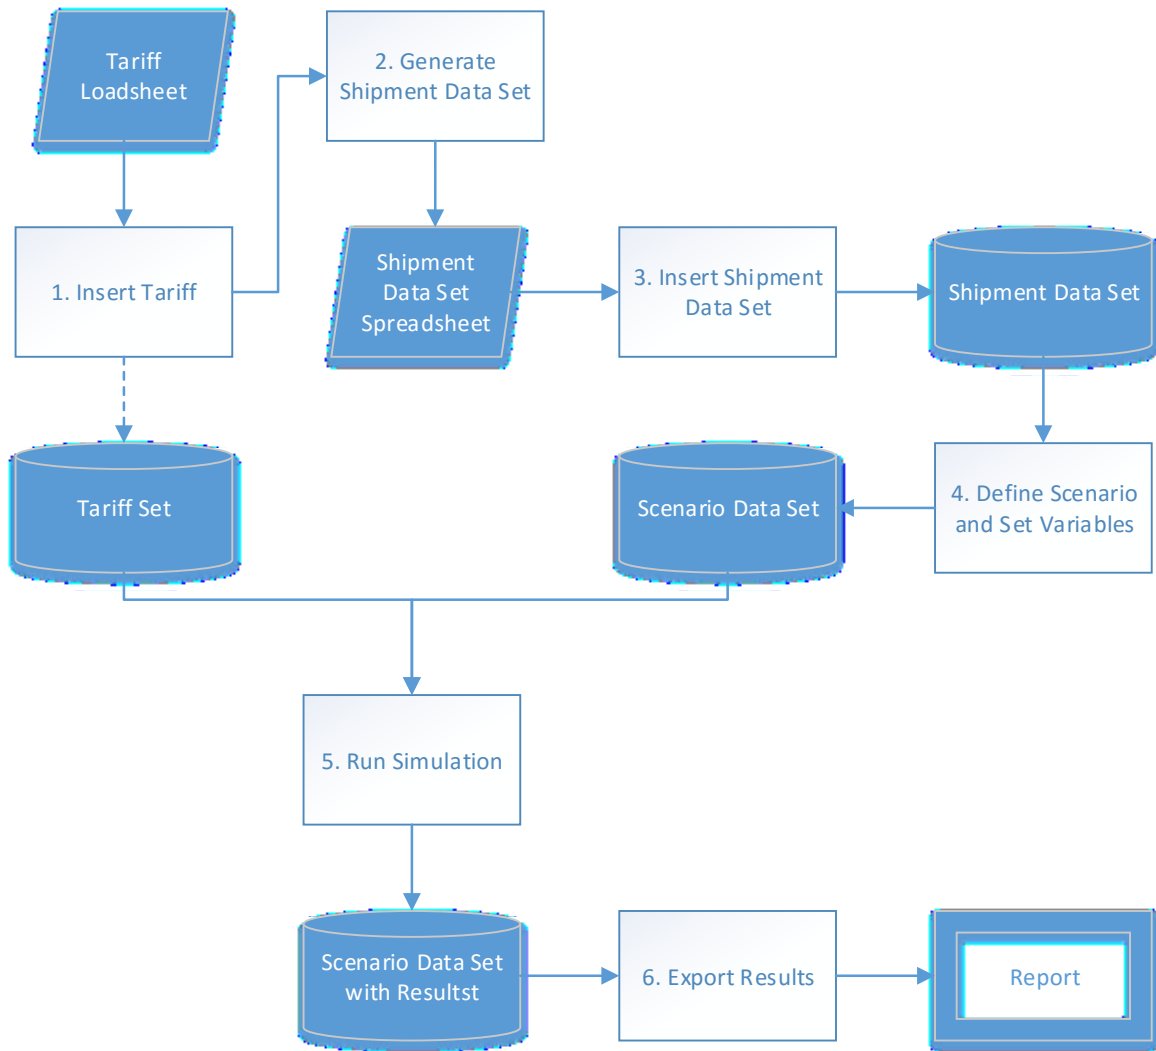 Tariff
Loadsheet
2. Generate
Shipment Data Set
1. Insert Tariff
Shipment
Data Set
Spreadsheet
3. Insert Shipment
Data Set
Shipment Data Set
Tariff Set
Scenario Data Set
4. Define Scenario
and Set Variables
5. Run Simulation
Scenario Data Set
with Resultst
6. Export Results
Report